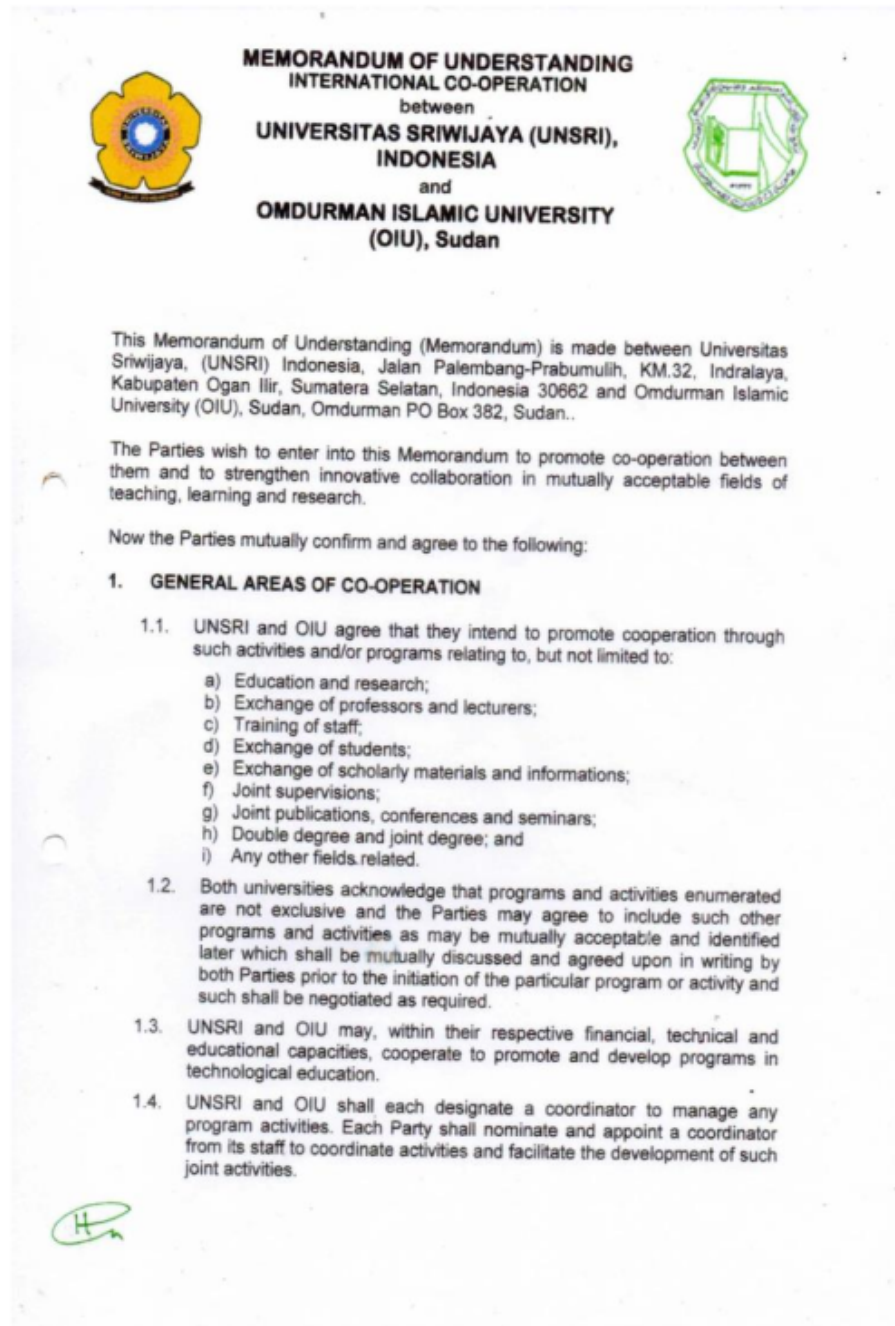 MEMORANDUM OF UNDERSTANDING
INTERNATIONAL CO-OPERATION
between
UNIVERSITAS SRIWIJAYA (UNSRI),
INDONESIA
and
OMDURMAN ISLAMIC UNIVERSITY
(OIU), Sudan
UNIVERSITAS
SRIWIJAYA
This Memorandum of Understanding (Memorandum) is made between Universitas
Sriwijaya, (UNSRI) Indonesia, Jalan Palembang-Prabumulih, KM.32, Indralaya,
Kabupaten Ogan Ilir, Sumatera Selatan, Indonesia 30662 and Omdurman Islamic
University (OIU), Sudan, Omdurman PO Box 382, Sudan..
The Parties wish to enter into this Memorandum to promote co-operation between
them and to strengthen innovative collaboration in mutually acceptable fields of
teaching, learning and research.
Now the Parties mutually confirm and agree to the following:
1. GENERAL AREAS OF CO-OPERATION
1.1. UNSRI and OIU agree that they intend to promote cooperation through
such activities and/or programs relating to, but not limited to:
a) Education and research;
b) Exchange of professors and lecturers;
c) Training of staff;
d) Exchange of students;
e) Exchange of scholarly materials and informations;
f) Joint supervisions;
g) Joint publications, conferences and seminars;
h) Double degree and joint degree; and
i) Any other fields related.
1.2. Both universities acknowledge that programs and activities enumerated
are not exclusive and the Parties may agree to include such other
programs and activities as may be mutually acceptable and identified
later which shall be mutually discussed and agreed upon in writing by
both Parties prior to the initiation of the particular program or activity and
such shall be negotiated as required.
1.3. UNSRI and OIU may, within their respective financial, technical and
educational capacities, cooperate to promote and develop programs in
technological education.
1.4. UNSRI and OIU shall each designate a coordinator to manage any
program activities. Each Party shall nominate and appoint a coordinator
from its staff to coordinate activities and facilitate the development of such
joint activities.